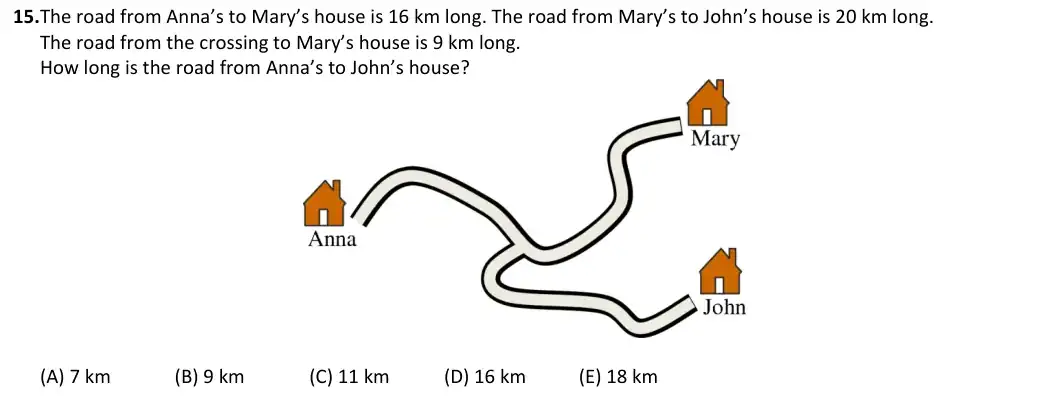 15.The road from Anna’s to Mary’s house is 16 km long. The road from Mary’s to John’s house is 20 km long.
The road from the crossing to Mary’s house is 9 km long.
How long is the road from Anna’s to John’s house?
Mary
Anna
John
(A) 7 km (B) 9 km (C) 11 km (D) 16 km (E) 18 km